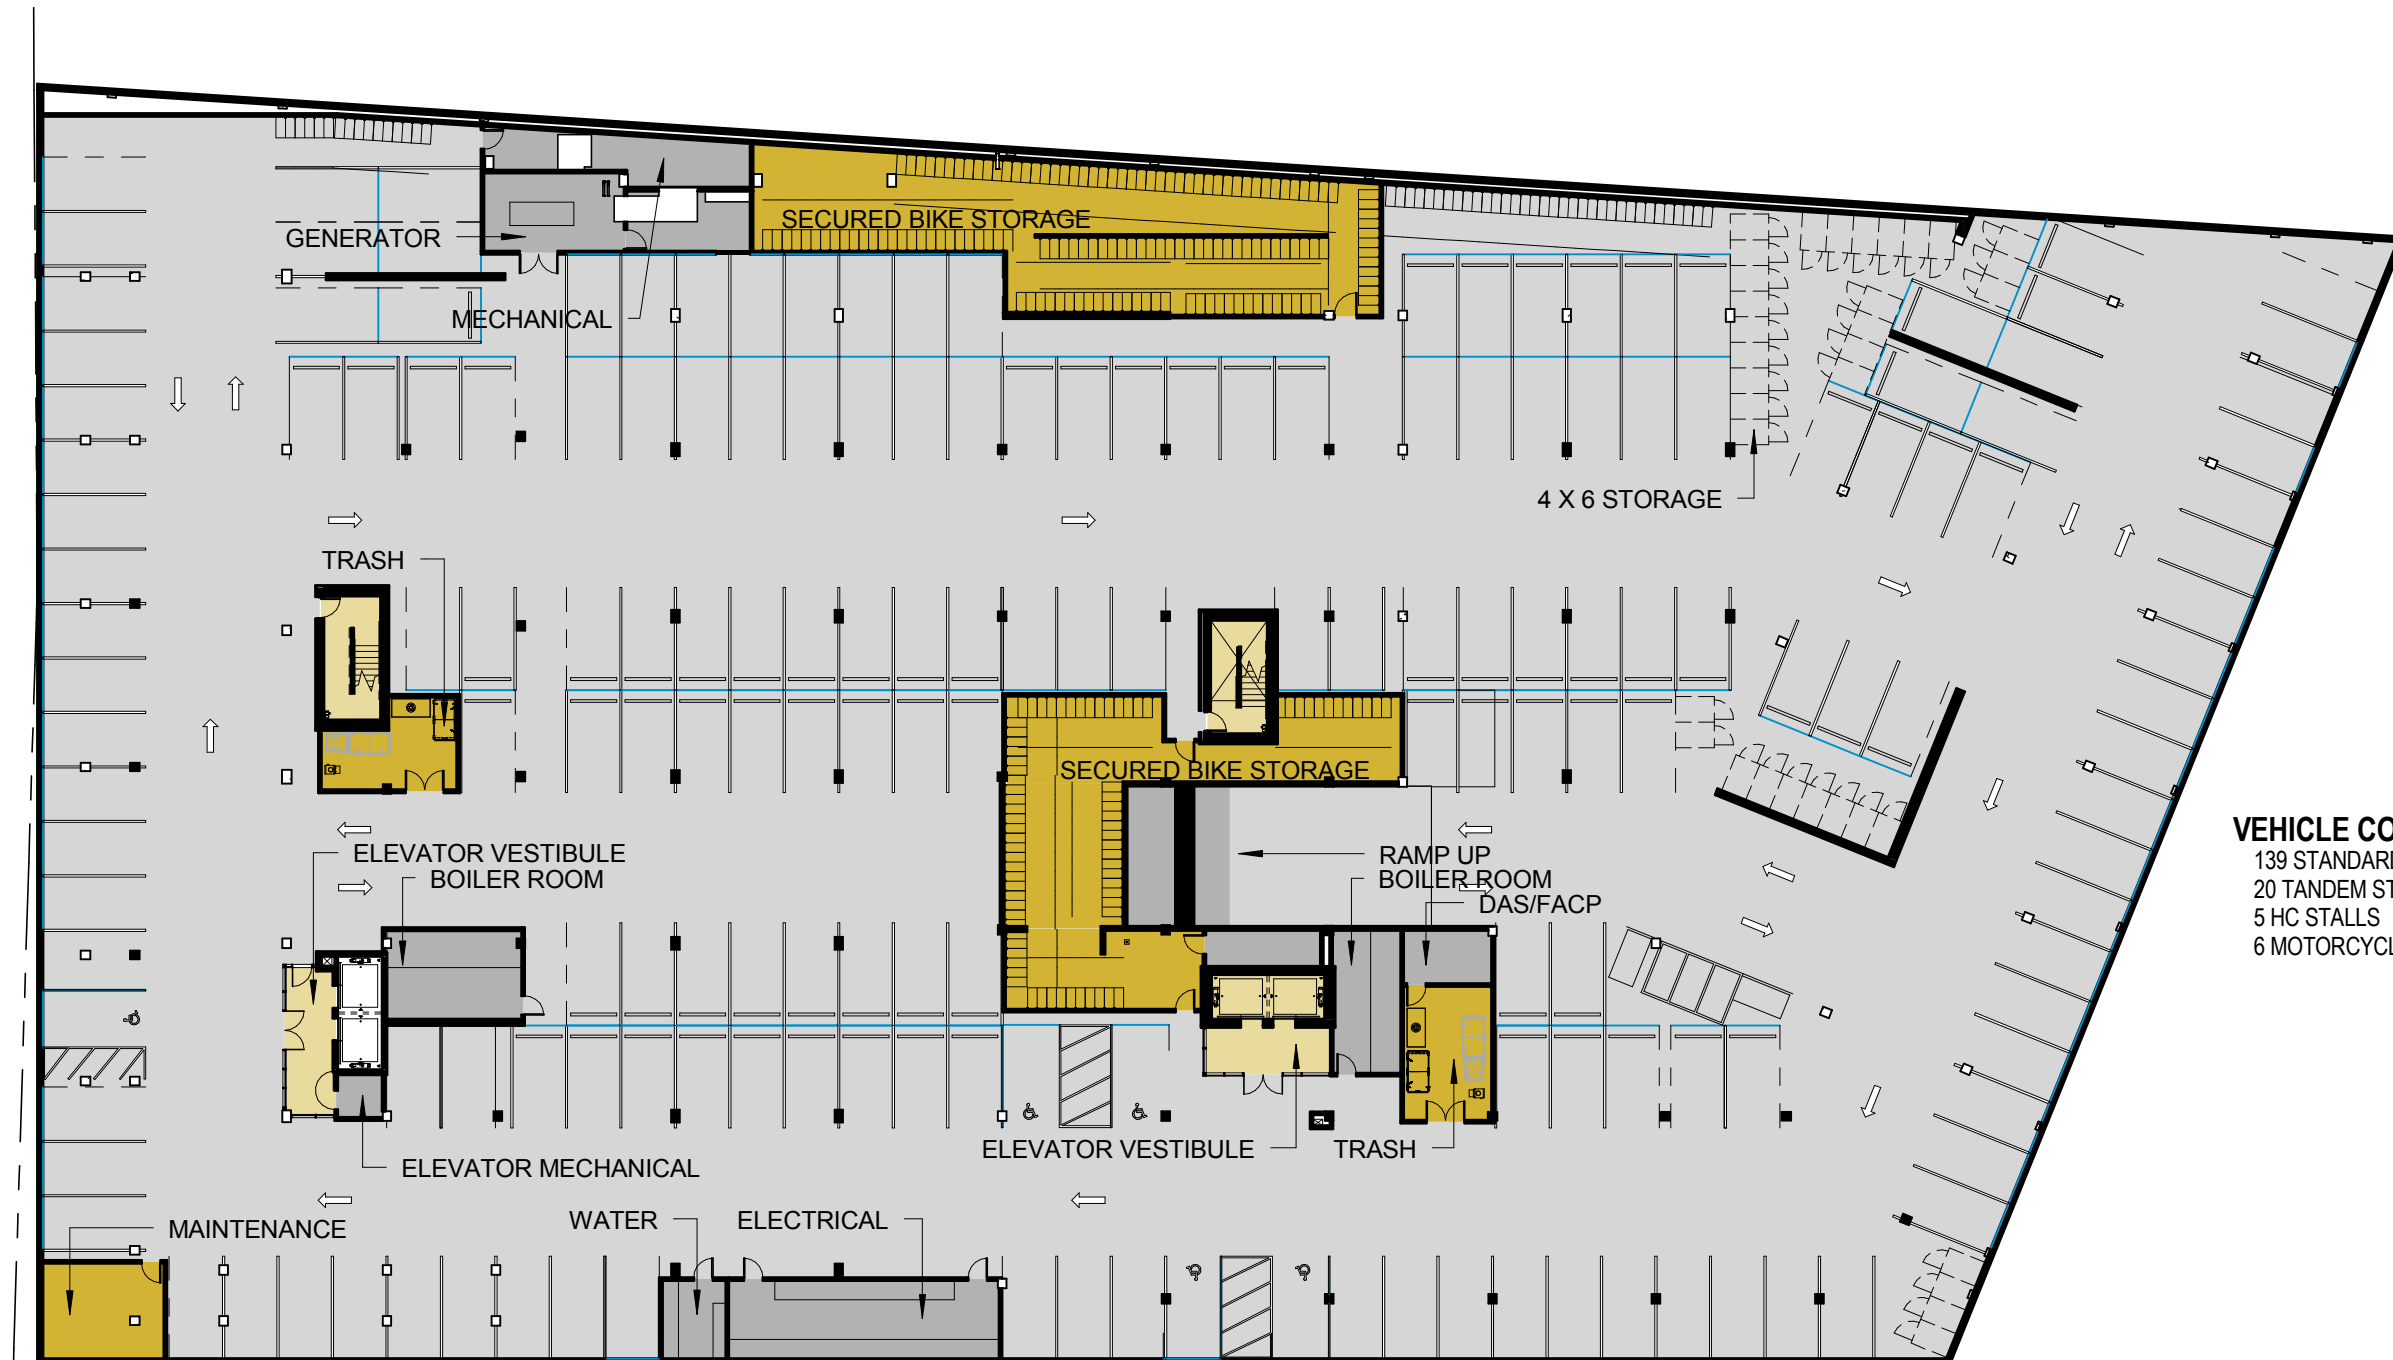 SECURED BIKE STORAGE
GENERATOR
MECHANICAL
4 X 6 STORAGE
TRASH
SECURED BIKE STORAGE
VEHICLE CO
139 STANDARD
20 TANDEM ST
5 HC STALLS
6 MOTORCYCL
ELEVATOR VESTIBULE
BOILER ROOM
RAMP UP
BOILER ROOM
DAS/FACP
ELEVATOR VESTIBULE
TRASH
ELEVATOR MECHANICAL
MAINTENANCE
WATER
ELECTRICAL